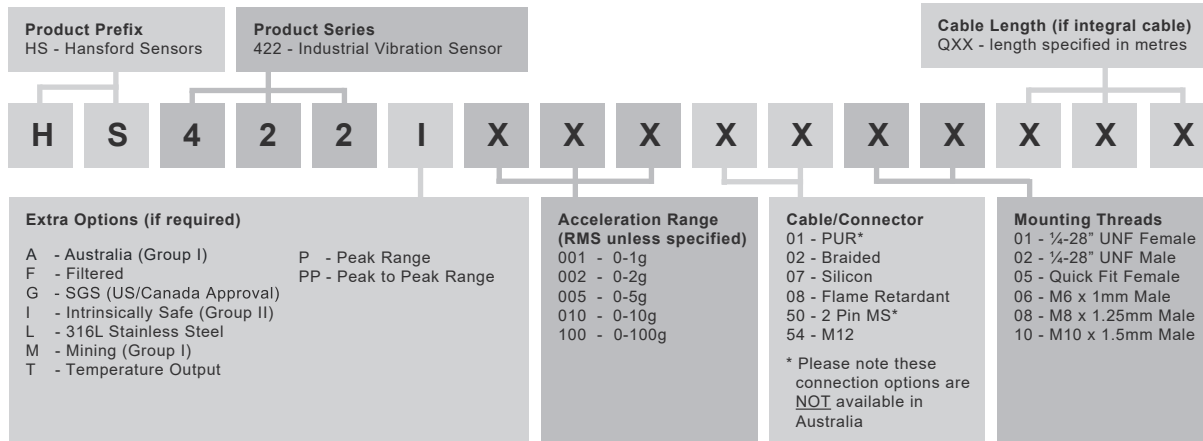 Product Prefix
HS - Hansford Sensors
Product Series
422 - Industrial Vibration Sensor
Cable Length (if integral cable)
QXX - length specified in metres
H S 4 2 2 I X X X X X X X X X X
Extra Options (if required)
A - Australia (Group I)
F - Filtered
G - SGS (US/Canada Approval)
I - Intrinsically Safe (Group II)
L - 316L Stainless Steel
M - Mining (Group I)
T - Temperature Output
P - Peak Range
PP - Peak to Peak Range
Acceleration Range
(RMS unless specified)
001 - 0-1g
002 - 0-2g
005 - 0-5g
010 - 0-10g
100 - 0-100g
Cable/Connector
01 - PUR*
02 - Braided
07 - Silicon
08 - Flame Retardant
50 - 2 Pin MS*
54 - M12
* Please note these
connection options are
NOT available in
Australia
Mounting Threads
01 - ¼-28” UNF Female
02 - ¼-28” UNF Male
05 - Quick Fit Female
06 - M6 x 1mm Male
08 - M8 x 1.25mm Male
10 - M10 x 1.5mm Male